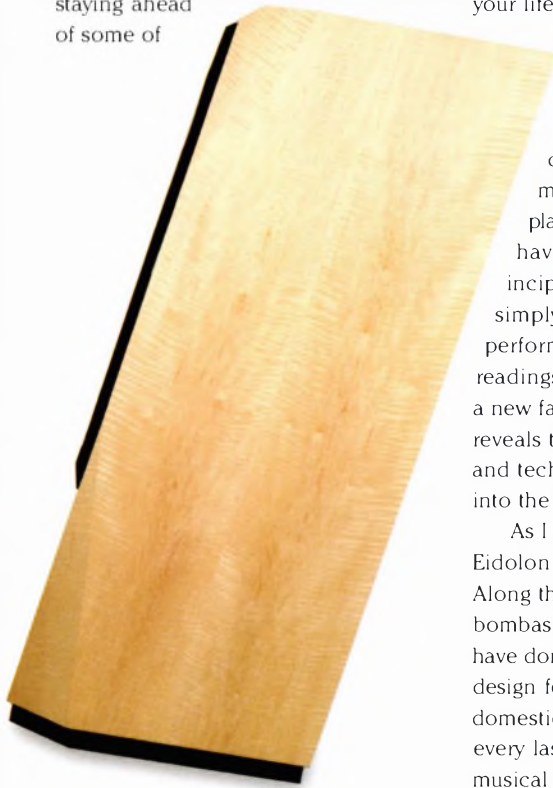 staying ahead
of some of
your life
pla
hav
incip
simply
perform
readings
a new fa
reveals t
and tech
into the
As I
Eidolon
Along th
bombas
have don
design fo
domestic
every las
musical